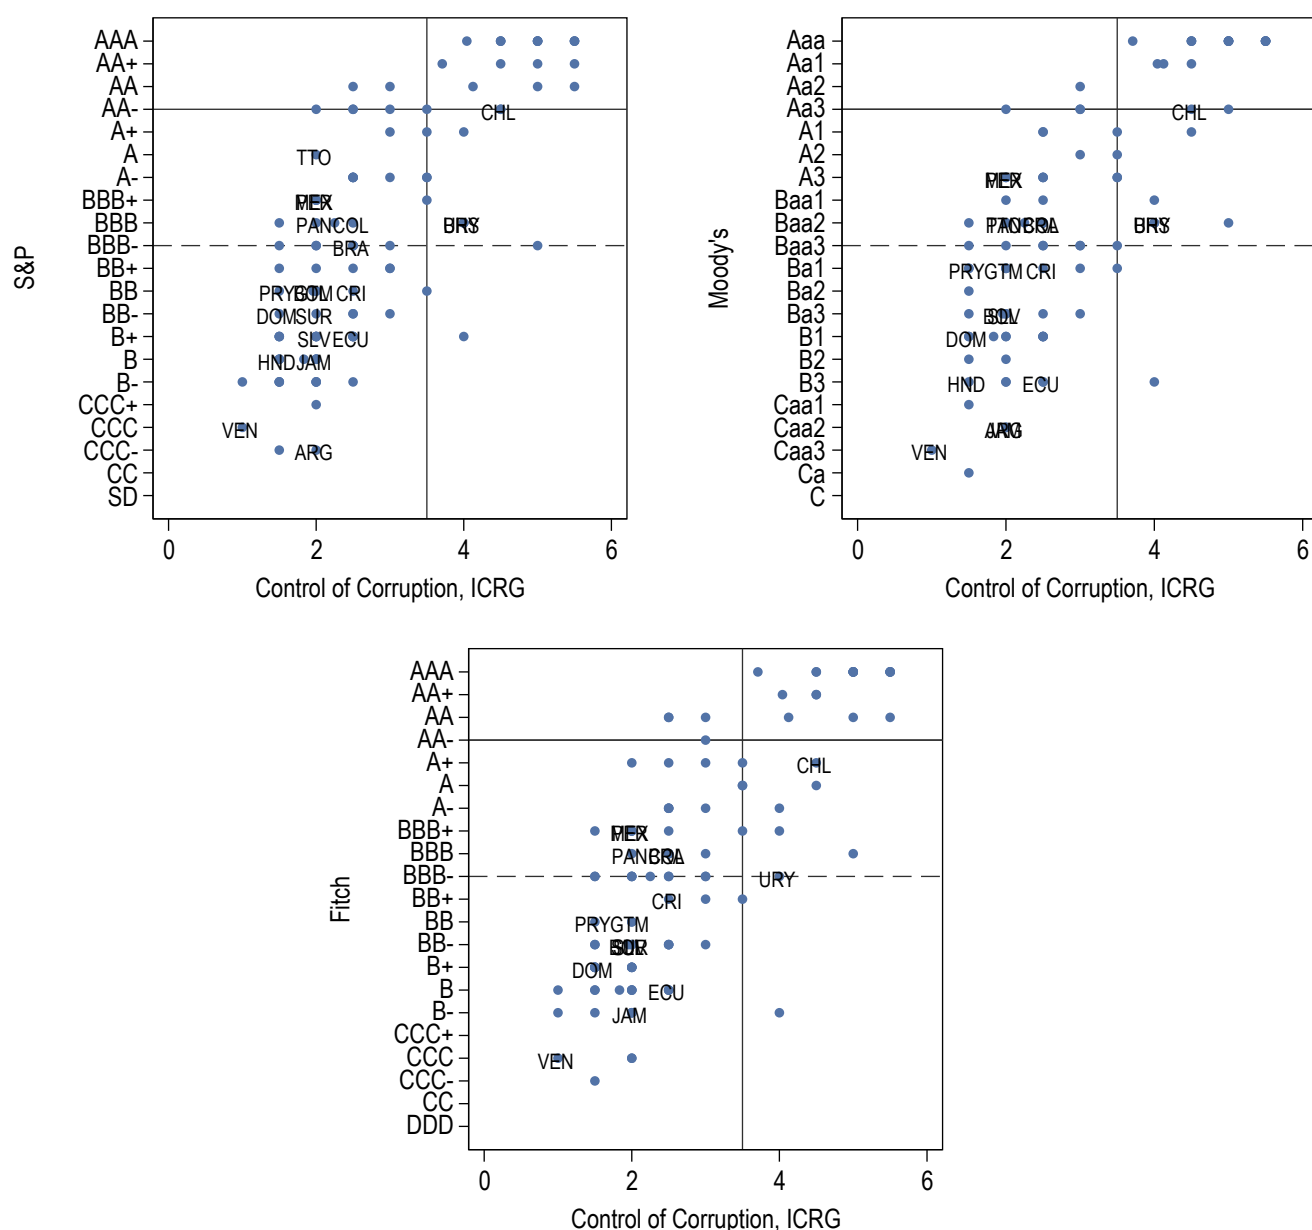 AAA
AA+
AA
AA-
CHL
A+
A
TTO
A-
BBB+
BBB
PAN COL
BBB-
BRA
BB+
BB
PRY CRI
BB-
DOM SUR
B+
SLV ECU
B
HND JAM
B-
CCC+
CCC
VEN
CCC-
ARG
CC
SD
S&P
0 2 4 6
Control of Corruption, ICRG
Aaa
Aa1
Aa2
Aa3
CHL
A1
A2
A3
Baa1
Baa2
Baa3
Ba1
PRY GTM CRI
Ba2
Ba3
B1
DOM
B2
B3
HND ECU
Caa1
Caa2
Caa3
VEN
Ca
C
Moody's
0 2 4 6
Control of Corruption, ICRG
AAA
AA+
AA
AA-
A+
CHL
A
A-
BBB+
BBB
PAN
BBB-
URY
BB+
CRI
BB
PRY GTM
BB-
B+
DOM
B
ECU
B-
JAM
CCC+
CCC
VEN
CCC-
CC
DDD
Fitch
0 2 4 6
Control of Corruption, ICRG